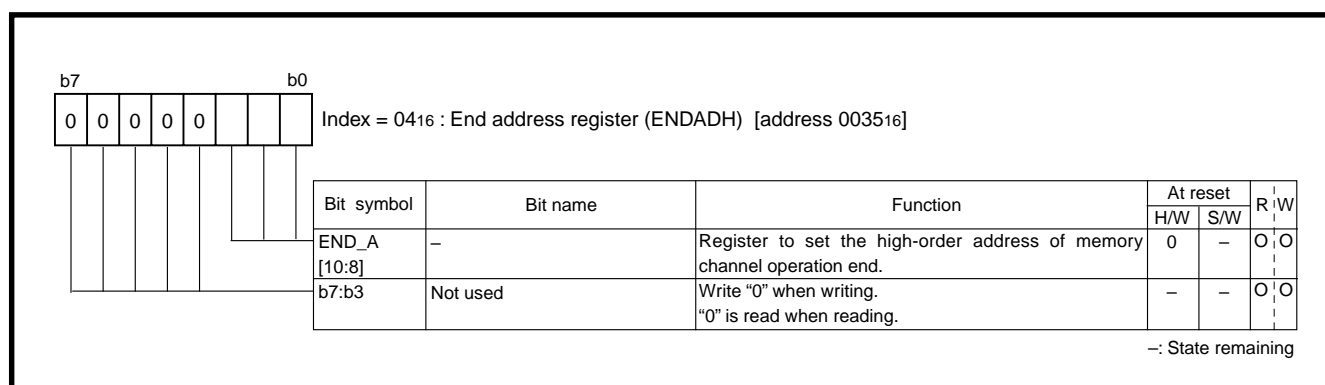 b7 b0
0 0 0 0 0 Index = 0416 : End address register (ENDADH) [address 003516]
Bit symbol Bit name Function At reset R W
H/W S/W
END_A – Register to set the high-order address of memory 0 – O O
[10:8] channel operation end.
b7:b3 Not used Write “0” when writing. – – O O
“0” is read when reading.
–: State remaining